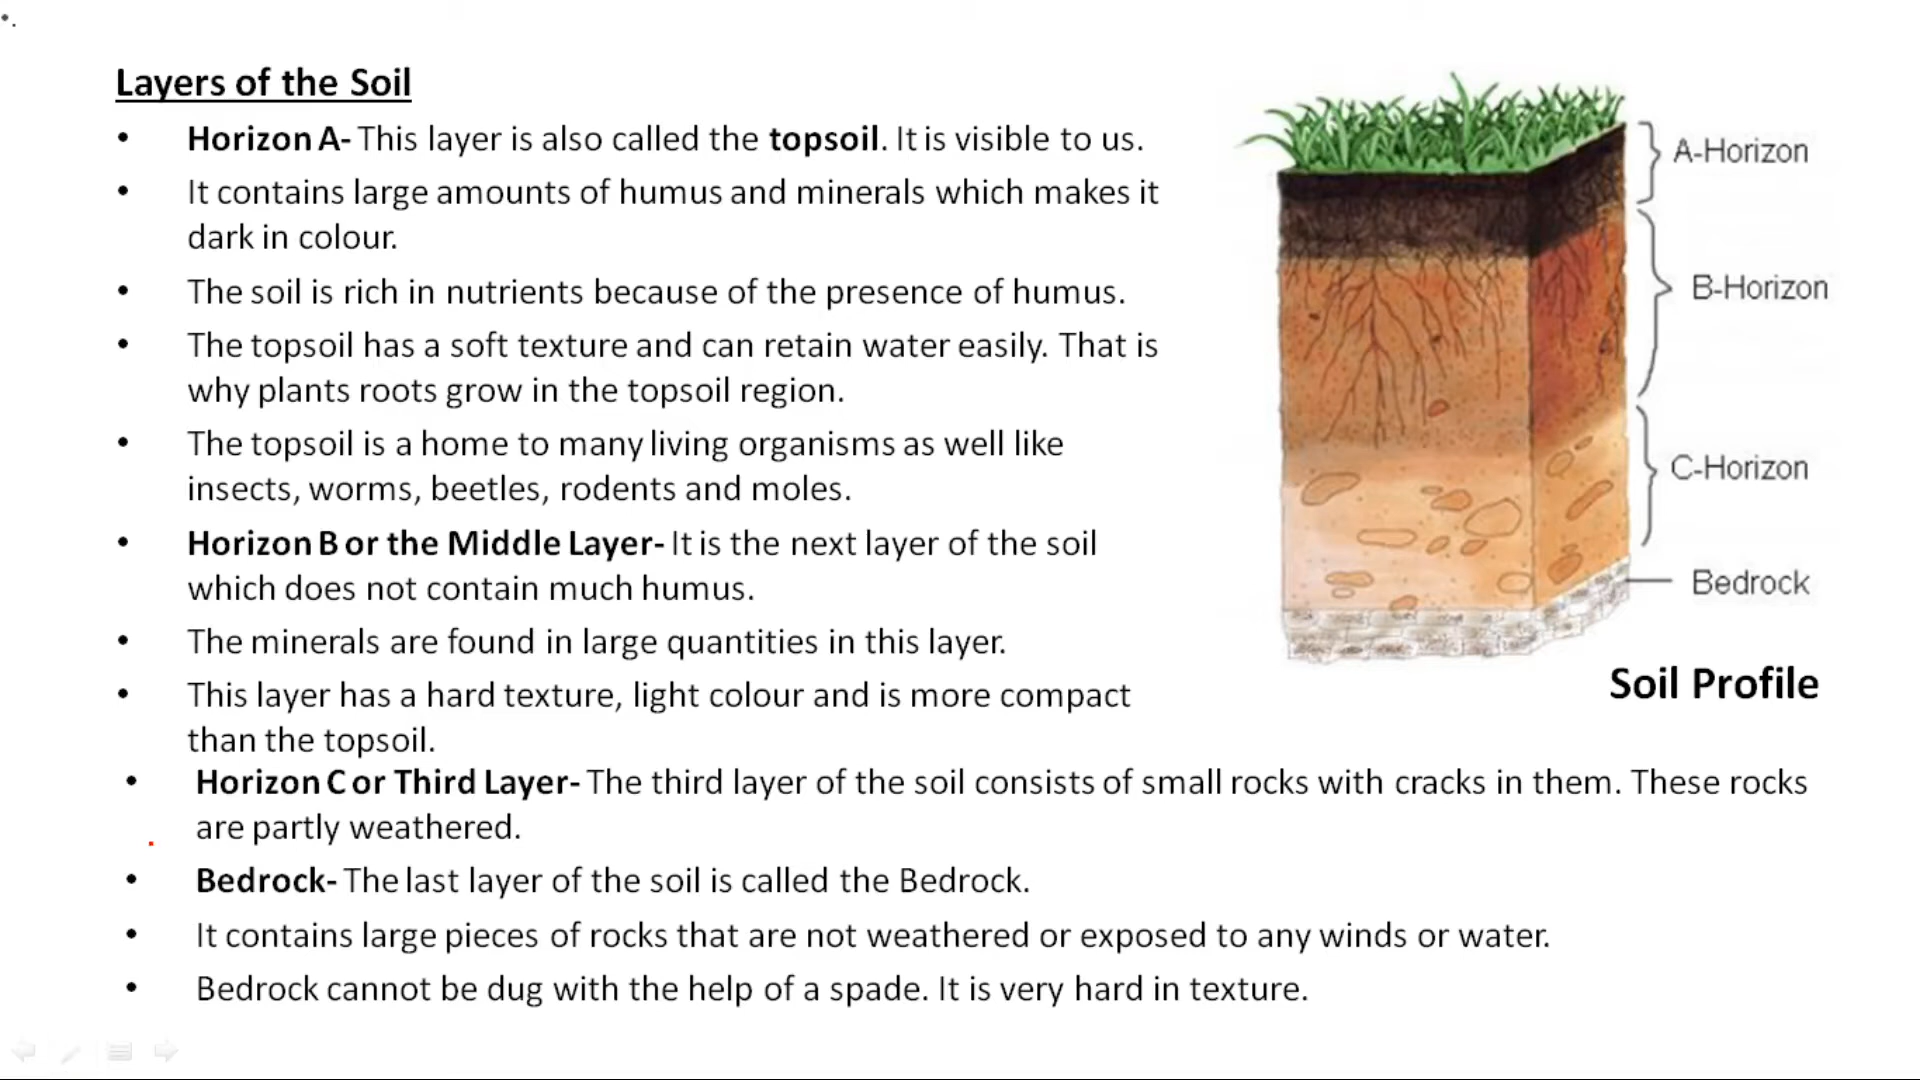 Layers of the Soil
• Horizon A- This layer is also called the topsoil. It is visible to us.
• It contains large amounts of humus and minerals which makes it
dark in colour.
• The soil is rich in nutrients because of the presence of humus.
• The topsoil has a soft texture and can retain water easily. That is
why plants roots grow in the topsoil region.
• The topsoil is a home to many living organisms as well like
insects, worms, beetles, rodents and moles.
• Horizon B or the Middle Layer- It is the next layer of the soil
which does not contain much humus.
• The minerals are found in large quantities in this layer.
• This layer has a hard texture, light colour and is more compact
than the topsoil.
• Horizon C or Third Layer- The third layer of the soil consists of small rocks with cracks in them. These rocks
are partly weathered.
• Bedrock- The last layer of the soil is called the Bedrock.
• It contains large pieces of rocks that are not weathered or exposed to any winds or water.
• Bedrock cannot be dug with the help of a spade. It is very hard in texture.
A-Horizon
B-Horizon
C-Horizon
Bedrock
Soil Profile